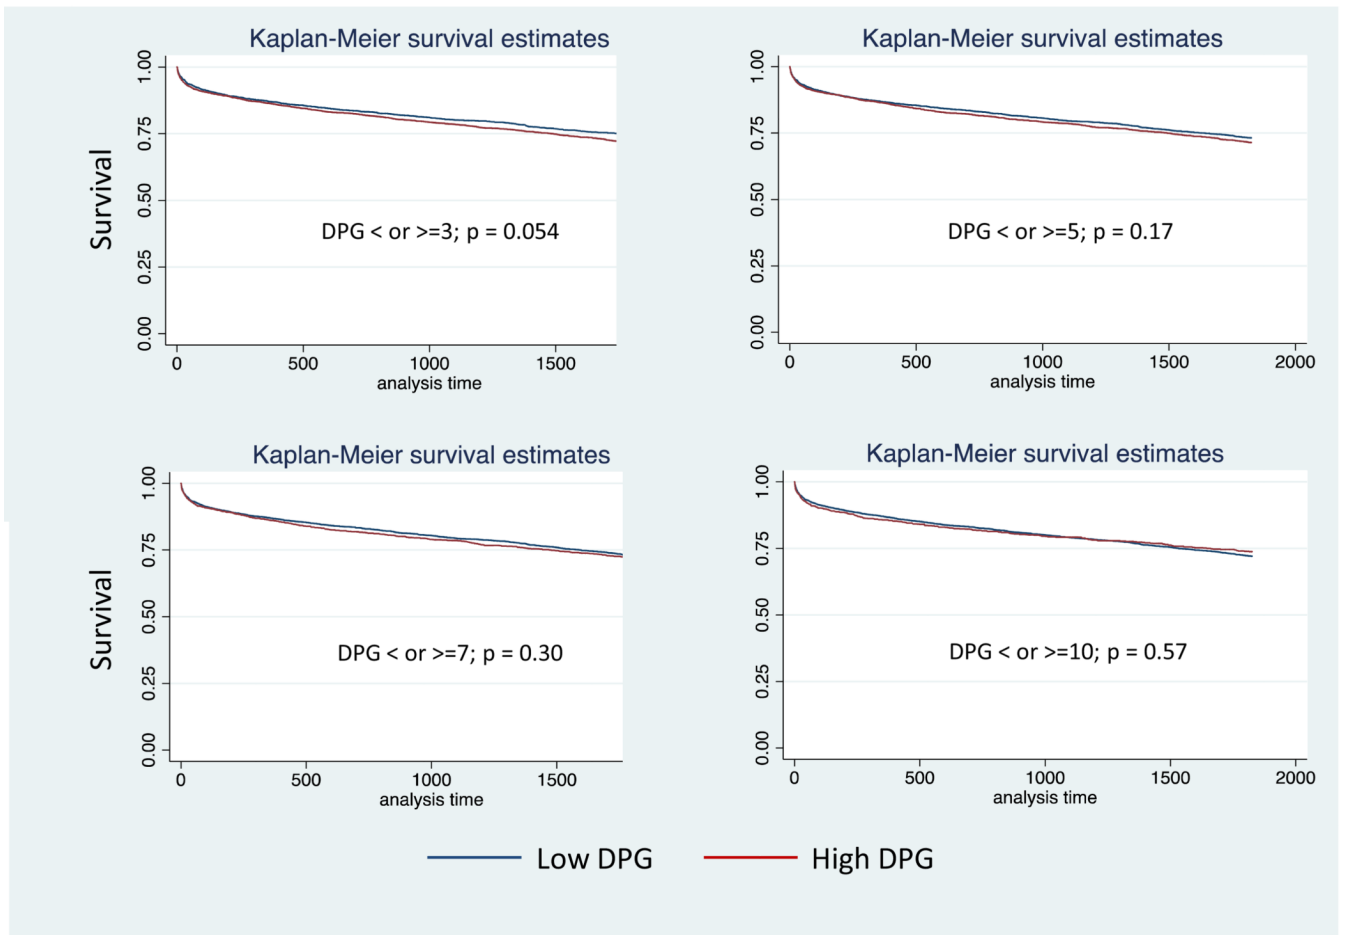 Kaplan-Meier survival estimates
Survival
1.00
0.75
0.50
0.25
0.00
DPG < or >=3; p = 0.054
0 500 1000 1500
analysis time
Kaplan-Meier survival estimates
1.00
0.75
0.50
0.25
0.00
DPG < or >=5; p = 0.17
0 500 1000 1500 2000
analysis time
Kaplan-Meier survival estimates
Survival
1.00
0.75
0.50
0.25
0.00
DPG < or >=7; p = 0.30
0 500 1000 1500
analysis time
Kaplan-Meier survival estimates
1.00
0.75
0.50
0.25
0.00
DPG < or >=10; p = 0.57
0 500 1000 1500 2000
analysis time
Low DPG High DPG